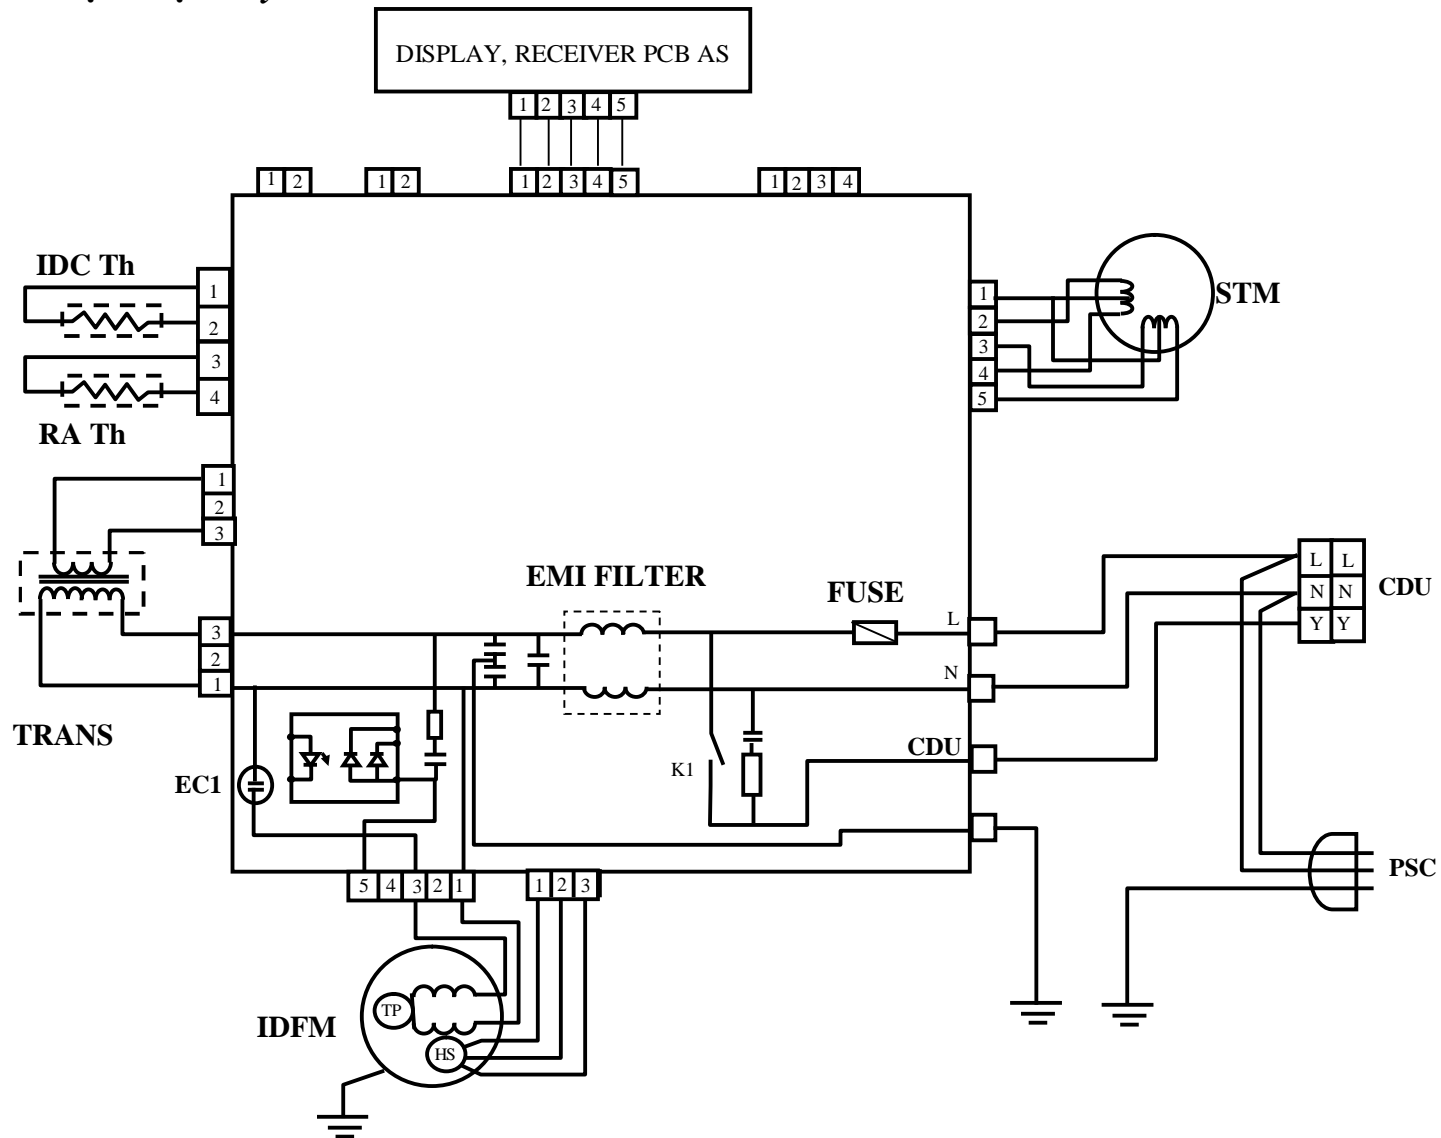 DISPLAY, RECEIVER PCB AS
1 2 3 4 5
1 2
1 2
1 2 3 4 5
1 2 3 4
IDC Th
1
2
3
4
RA Th
1
2
3
4
5
STM
1
2
3
TRANS
3
2
1
EMI FILTER
FUSE
L
N
CDU
K1
EC1
L L
N N
Y Y
CDU
PSC
5 4 3 2 1
1 2 3
TP
HS
IDFM